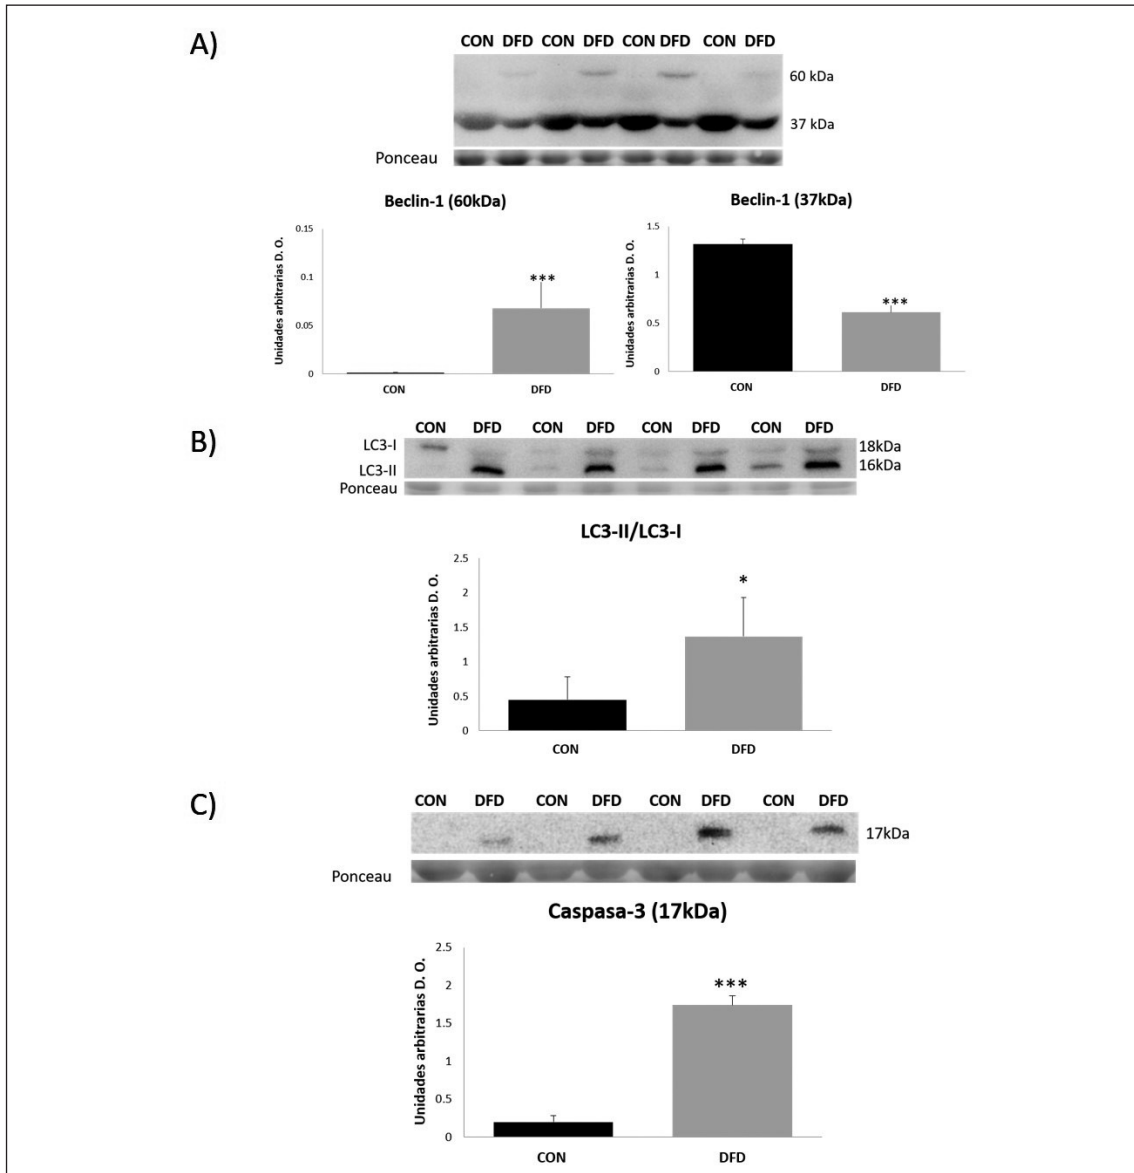 A)
CON DFD CON DFD CON DFD CON DFD
60 kDa
37 kDa
Ponceau
Beclin-1 (60kDa)
Unidades arbitrarias D. O.
0.15
0.1
0.05
0
***
CON DFD
Beclin-1 (37kDa)
1.5
1
0.5
0
***
CON DFD
B)
CON DFD CON DFD CON DFD CON DFD
LC3-I 18kDa
LC3-II 16kDa
Ponceau
LC3-II/LC3-I
Unidades arbitrarias D. O.
2.5
2
1.5
1
0.5
0
*
CON DFD
C)
CON DFD CON DFD CON DFD CON DFD
17kDa
Ponceau
Caspasa-3 (17kDa)
Unidades arbitrarias D. O.
2.5
2
1.5
1
0.5
0
***
CON DFD